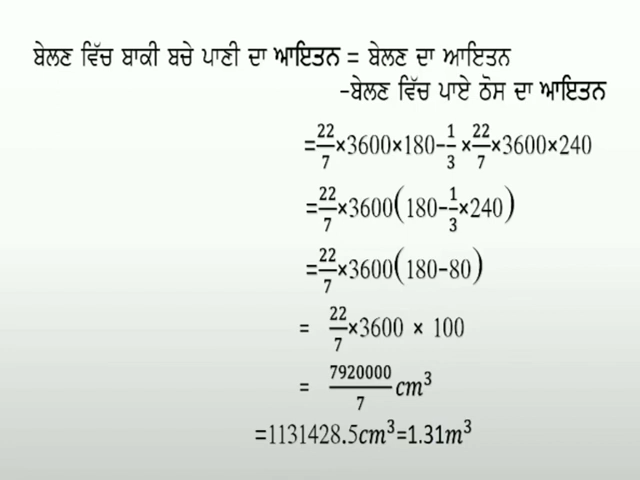 ਬੇਲਣ ਵਿੱਚ ਬਾਕੀ ਬਚੇ ਪਾਣੀ ਦਾ ਆਇਤਨ = ਬੇਲਣ ਦਾ ਆਇਤਨ
-ਬੇਲਣ ਵਿੱਚ ਪਾਏ ਠੋਸ ਦਾ ਆਇਤਨ
=22/7×3600×180-1/3×22/7×3600×240
=22/7×3600(180-1/3×240)
=22/7×3600(180-80)
= 22/7×3600 × 100
= 7920000/7 cm³
=1131428.5cm³=1.31m³